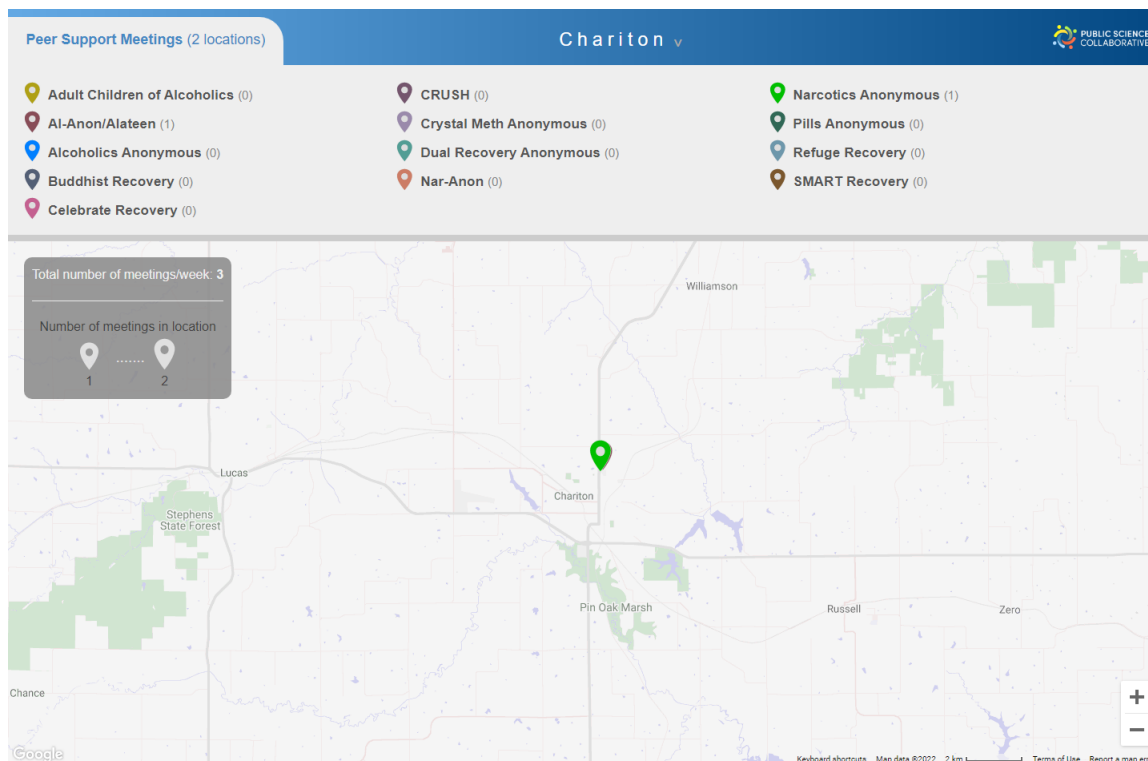 Peer Support Meetings (2 locations)
Chariton v
PUBLIC SCIENCE
COLLABORATIVE
Adult Children of Alcoholics (0)
Al-Anon/Alateen (1)
Alcoholics Anonymous (0)
Buddhist Recovery (0)
Celebrate Recovery (0)
CRUSH (0)
Crystal Meth Anonymous (0)
Dual Recovery Anonymous (0)
Nar-Anon (0)
Narcotics Anonymous (1)
Pills Anonymous (0)
Refuge Recovery (0)
SMART Recovery (0)
Total number of meetings/week: 3
Number of meetings in location
1 ....... 2
Williamson
Lucas
Chariton
Stephens
State Forest
Pin Oak Marsh
Russell
Zero
Chance
+
−
Google
Keyboard shortcuts Map data ©2022 2 km Terms of Use Report a map